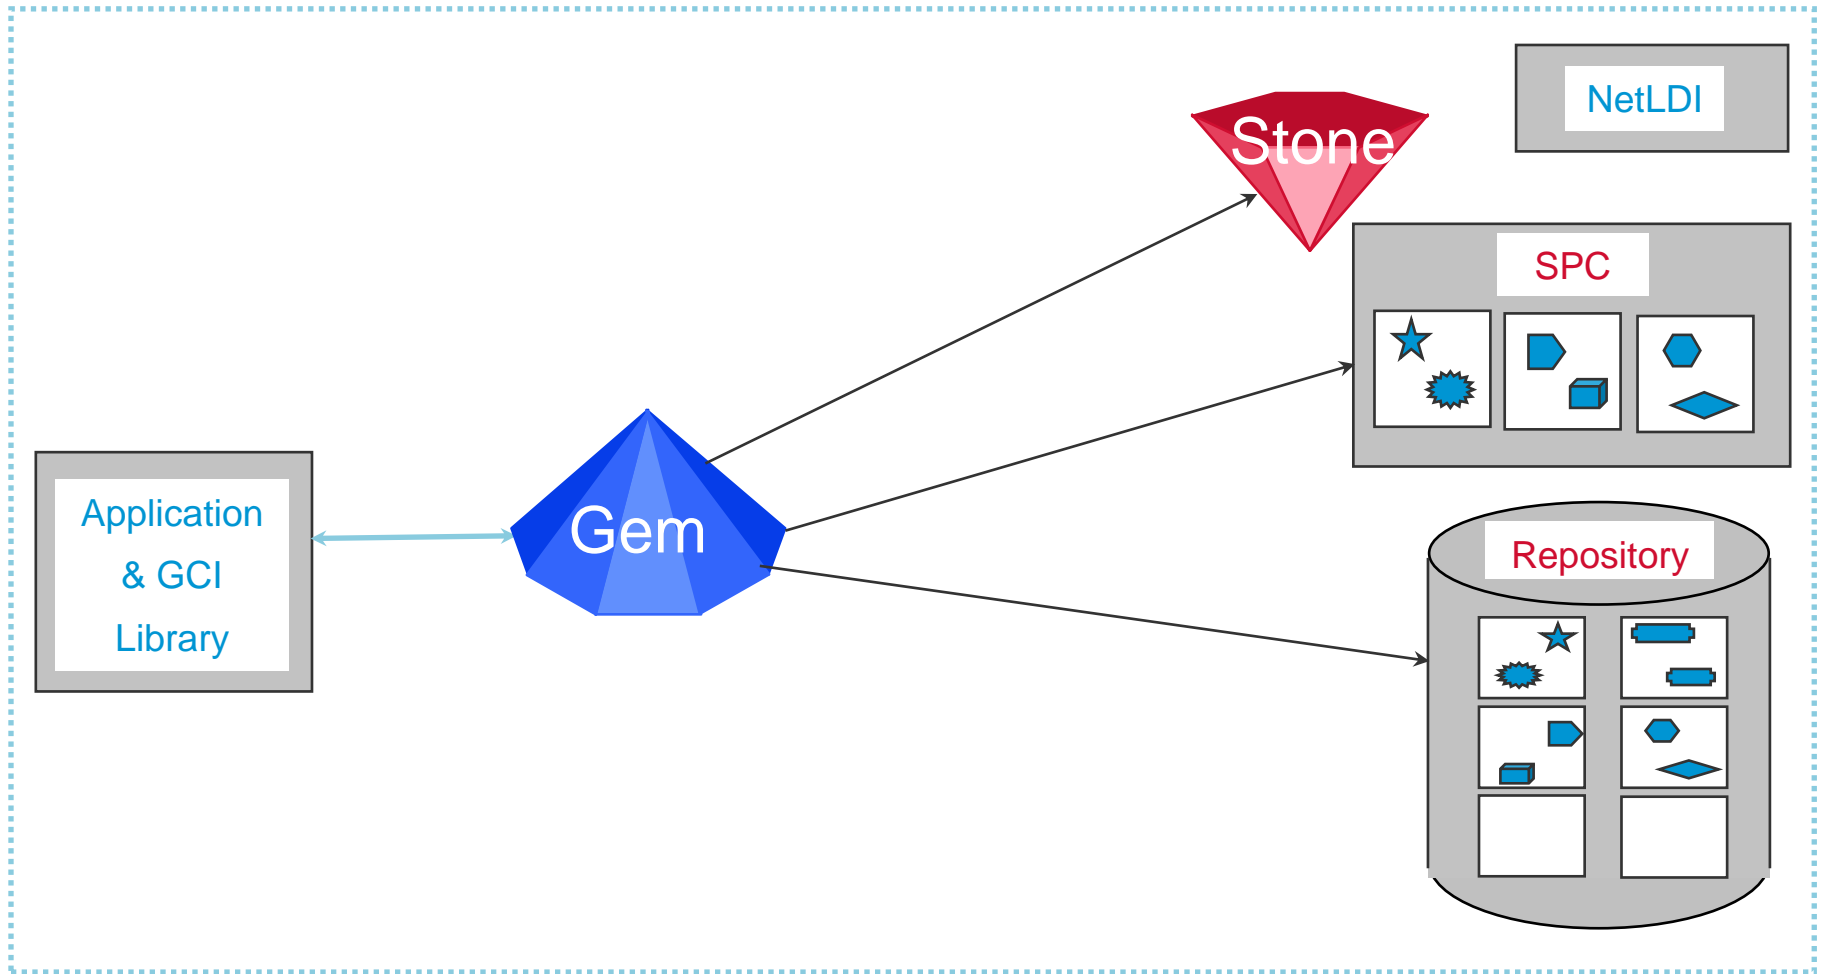 NetLDI
Stone
SPC
Application
& GCI
Library
Gem
Repository